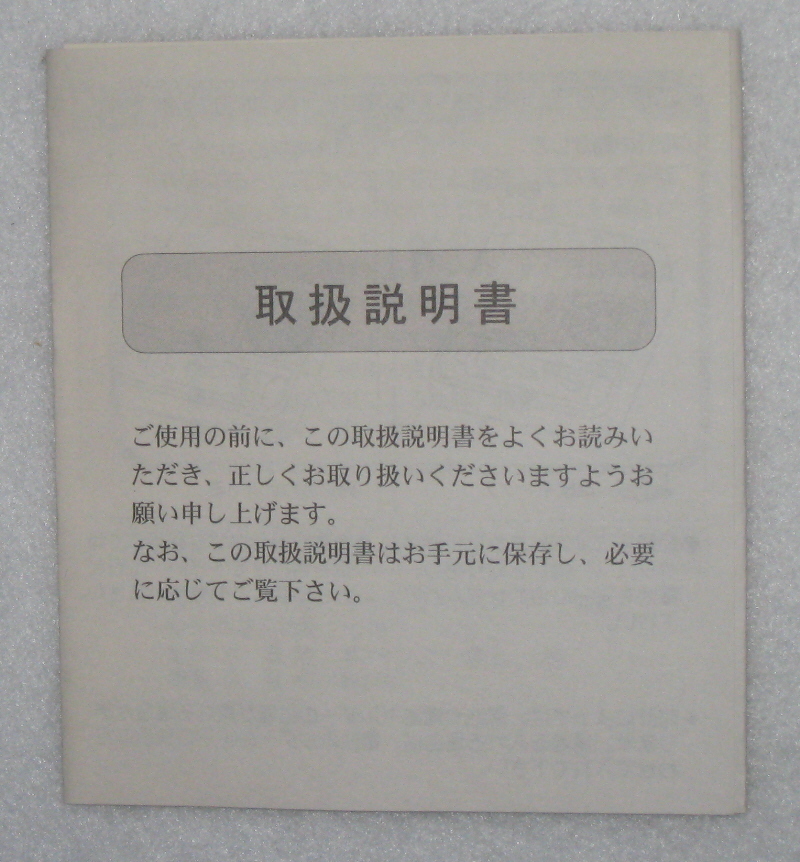 取扱説明書
ご使用の前に、この取扱説明書をよくお読みい
ただき、正しくお取り扱いくださいますようお
願い申し上げます。
なお、この取扱説明書はお手元に保存し、必要
に応じてご覧下さい。